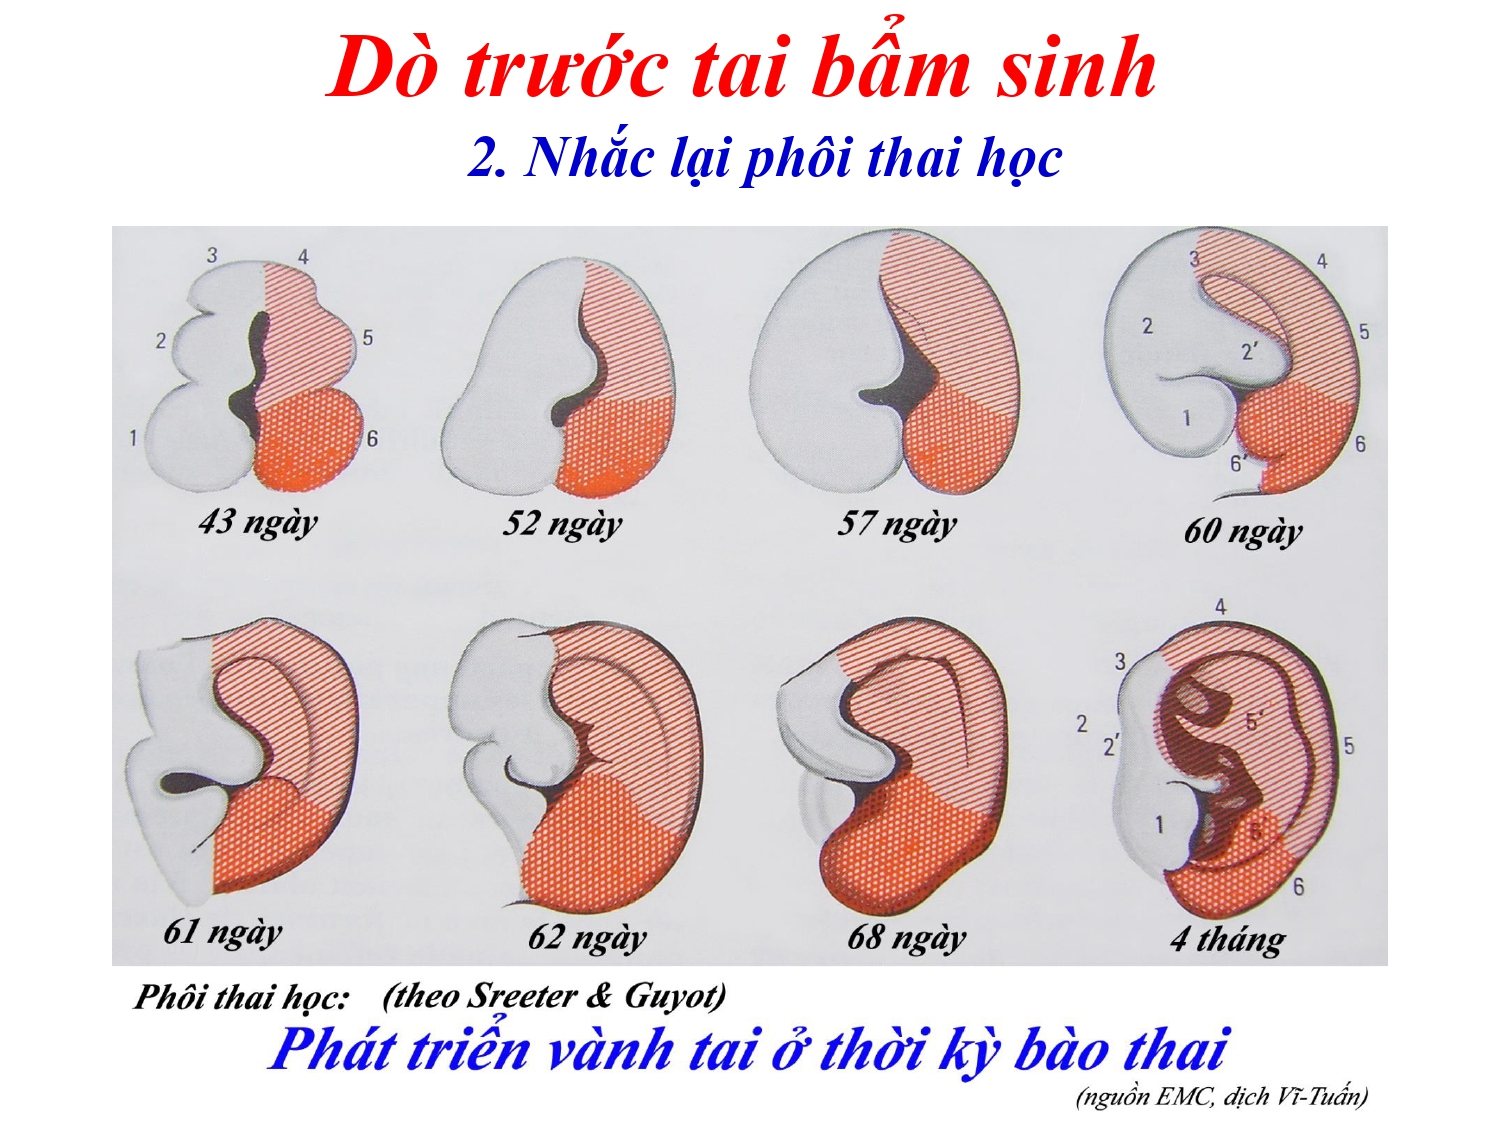 Dò trước tai bẩm sinh
2. Nhắc lại phôi thai học
3 4
2 5
1 6
43 ngày
52 ngày
57 ngày
3 4
2 2' 5
1 6
6'
60 ngày
61 ngày
62 ngày
68 ngày
4
3
2 2' 5' 5
1 6'
6
4 tháng
Phôi thai học: (theo Sreeter & Guyot)
Phát triển vành tai ở thời kỳ bào thai
(nguồn EMC, dịch Vĩ-Tuấn)